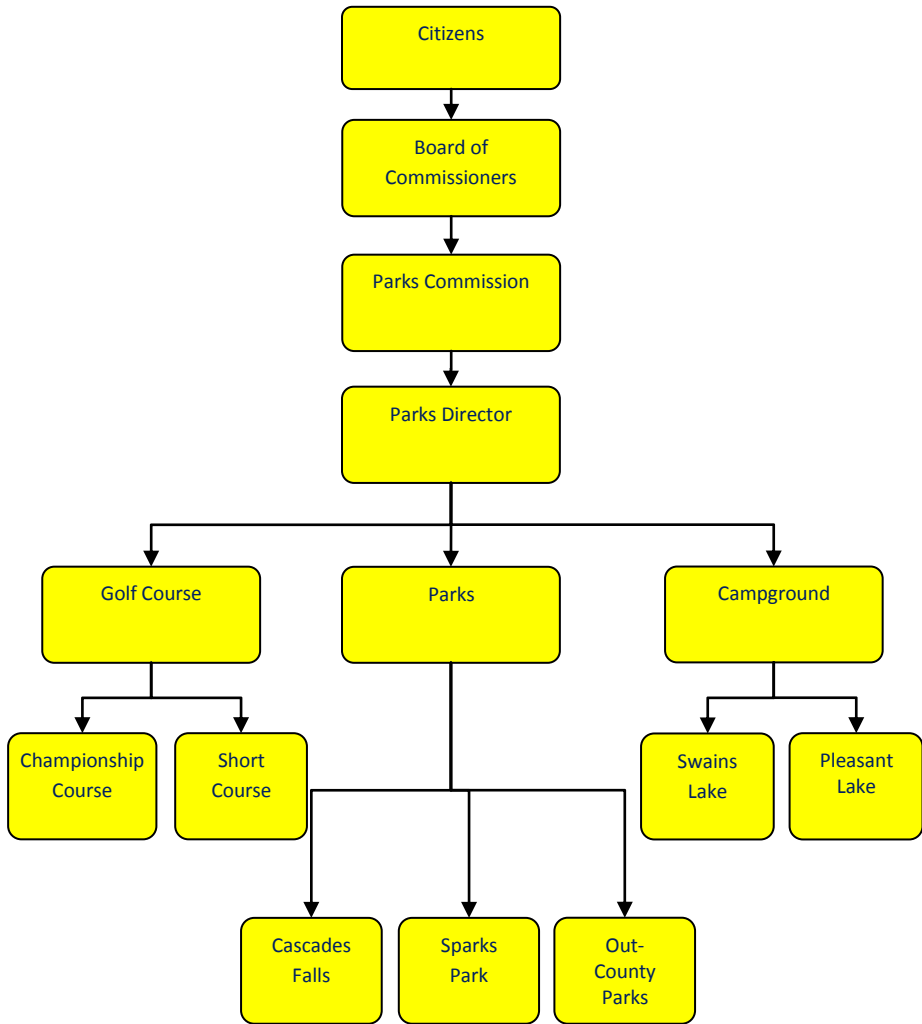 Citizens
Board of
Commissioners
Parks Commission
Parks Director
Golf Course
Parks
Campground
Championship
Course
Short
Course
Swains
Lake
Pleasant
Lake
Cascades
Falls
Sparks
Park
Out-
County
Parks